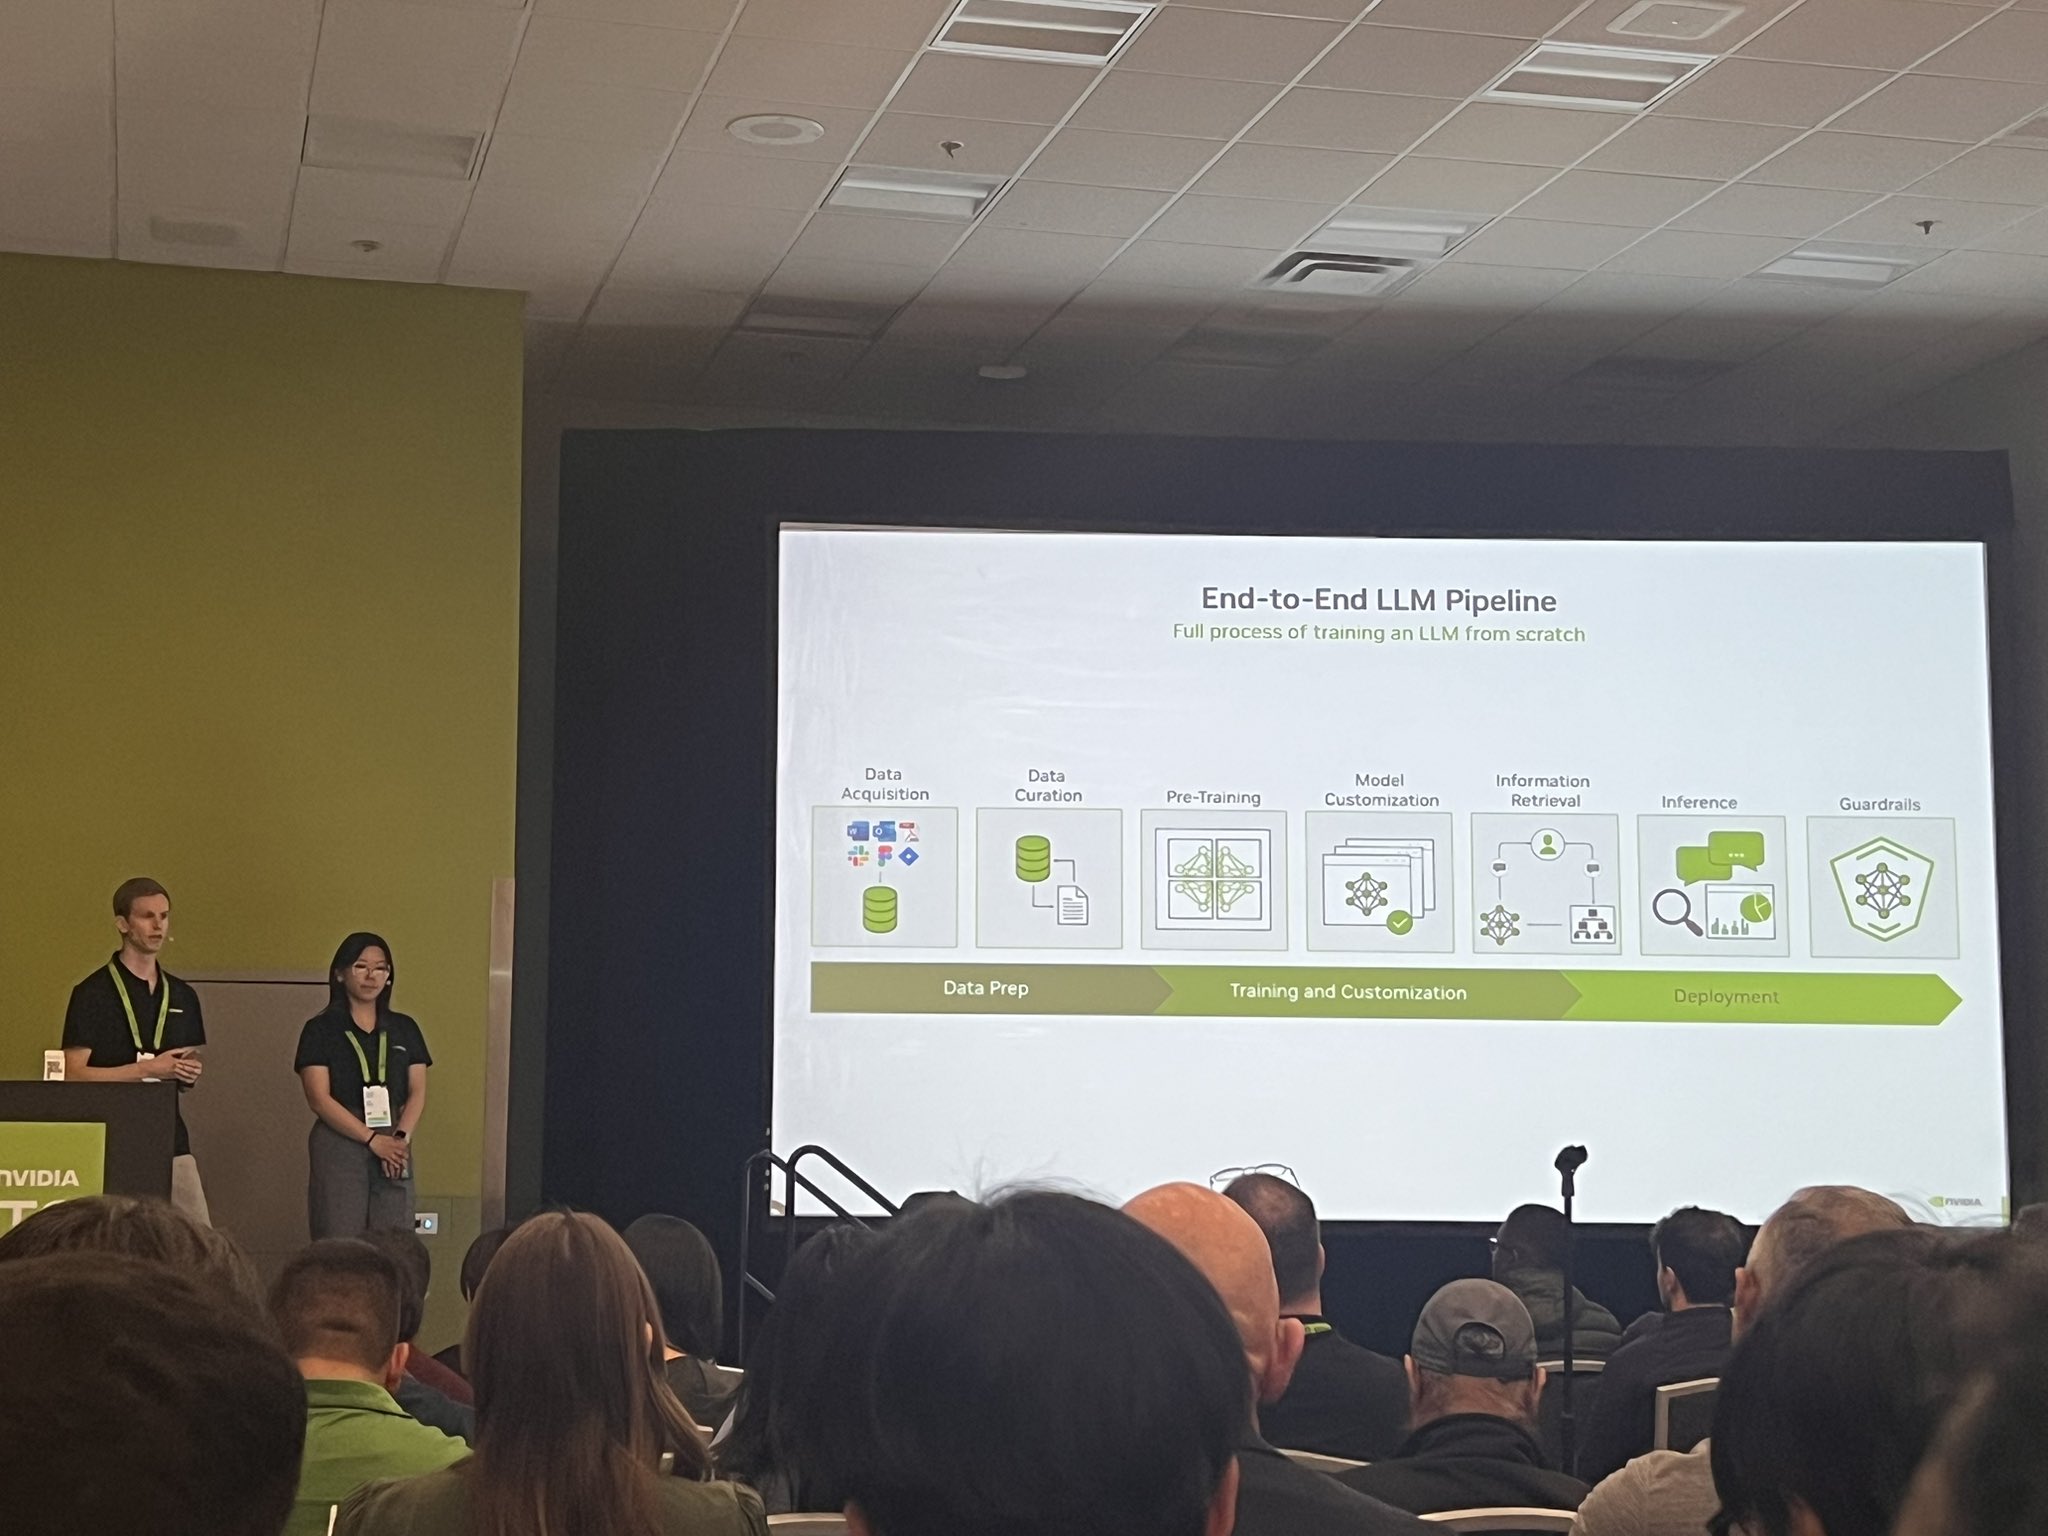 End-to-End LLM Pipeline
Full process of training an LLM from scratch
Data
Acquisition
Data
Curation
Pre-Training
Model
Customization
Information
Retrieval
Inference
Guardrails
Data Prep
Training and Customization
Deployment
NVIDIA
NVIDIA